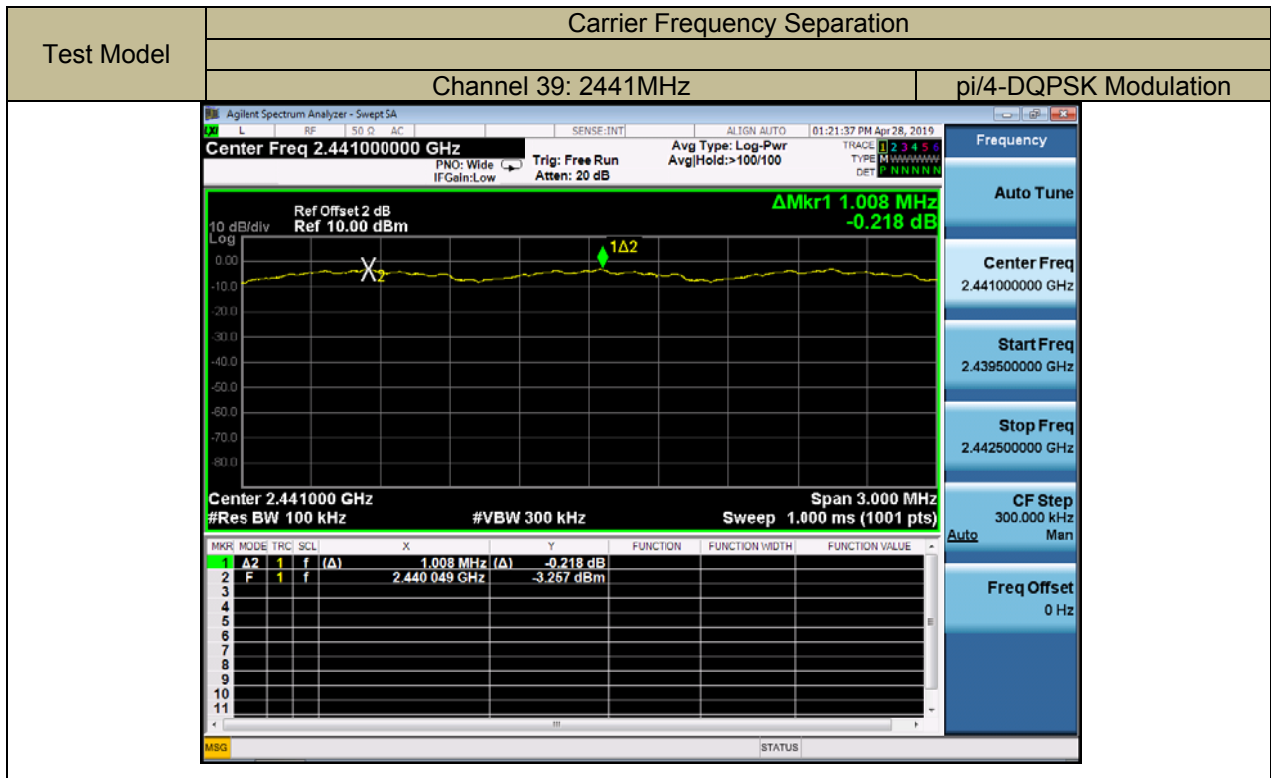 Test Model
Carrier Frequency Separation
Channel 39: 2441MHz
pi/4-DQPSK Modulation
Agilent Spectrum Analyzer - Swept SA
LXI L RF 50 Ω AC SENSE:INT ALIGN AUTO 01:21:37 PM Apr 28, 2019
Center Freq 2.441000000 GHz
PNO: Wide
IFGain:Low
Trig: Free Run
Atten: 20 dB
Avg Type: Log-Pwr
Avg|Hold:>100/100
TRACE 1 2 3 4 5 6
TYPE M WWWWW
DET P N N N N N
ΔMkr1 1.008 MHz
-0.218 dB
Ref Offset 2 dB
10 dB/div Ref 10.00 dBm
Log
1Δ2
0.00
2
-10.0
-20.0
-30.0
-40.0
-50.0
-60.0
-70.0
-80.0
Center 2.441000 GHz Span 3.000 MHz
#Res BW 100 kHz #VBW 300 kHz Sweep 1.000 ms (1001 pts)
MKR MODE TRC SCL X Y FUNCTION FUNCTION WIDTH FUNCTION VALUE
1 Δ2 1 f (Δ) 1.008 MHz (Δ) -0.218 dB
2 F 1 f 2.440 049 GHz -3.257 dBm
3
4
5
6
7
8
9
10
11
MSG STATUS
Frequency
Auto Tune
Center Freq
2.441000000 GHz
Start Freq
2.439500000 GHz
Stop Freq
2.442500000 GHz
CF Step
300.000 kHz
Auto Man
Freq Offset
0 Hz